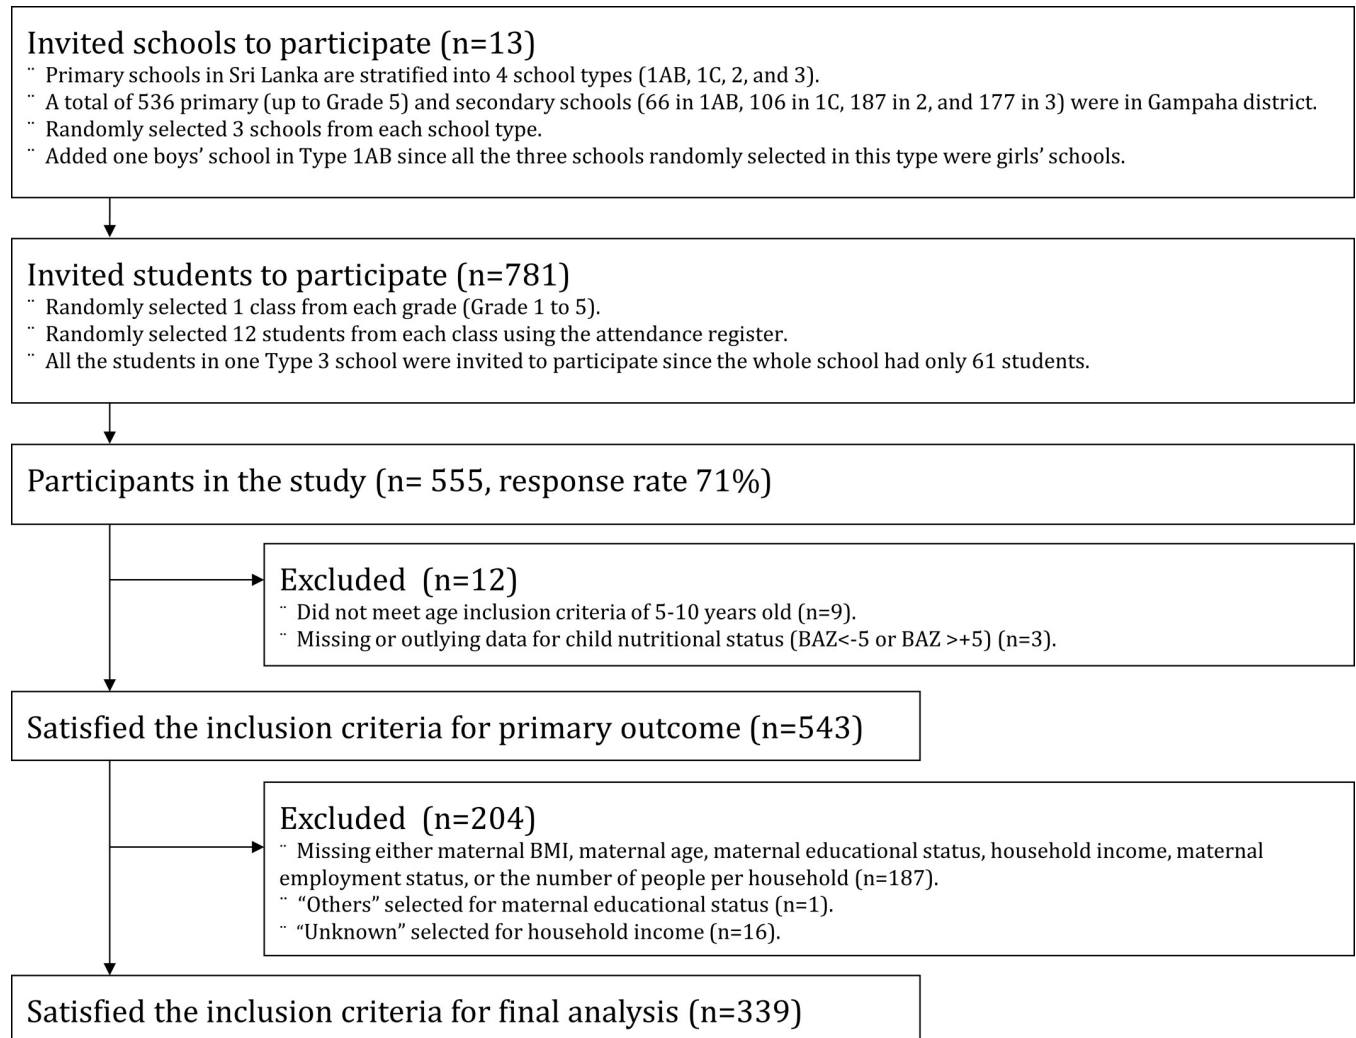 Invited schools to participate (n=13)
¨ Primary schools in Sri Lanka are stratified into 4 school types (1AB, 1C, 2, and 3).
¨ A total of 536 primary (up to Grade 5) and secondary schools (66 in 1AB, 106 in 1C, 187 in 2, and 177 in 3) were in Gampaha district.
¨ Randomly selected 3 schools from each school type.
¨ Added one boys’ school in Type 1AB since all the three schools randomly selected in this type were girls’ schools.
Invited students to participate (n=781)
¨ Randomly selected 1 class from each grade (Grade 1 to 5).
¨ Randomly selected 12 students from each class using the attendance register.
¨ All the students in one Type 3 school were invited to participate since the whole school had only 61 students.
Participants in the study (n= 555, response rate 71%)
Excluded (n=12)
¨ Did not meet age inclusion criteria of 5-10 years old (n=9).
¨ Missing or outlying data for child nutritional status (BAZ<-5 or BAZ >+5) (n=3).
Satisfied the inclusion criteria for primary outcome (n=543)
Excluded (n=204)
¨ Missing either maternal BMI, maternal age, maternal educational status, household income, maternal
employment status, or the number of people per household (n=187).
¨ “Others” selected for maternal educational status (n=1).
¨ “Unknown” selected for household income (n=16).
Satisfied the inclusion criteria for final analysis (n=339)